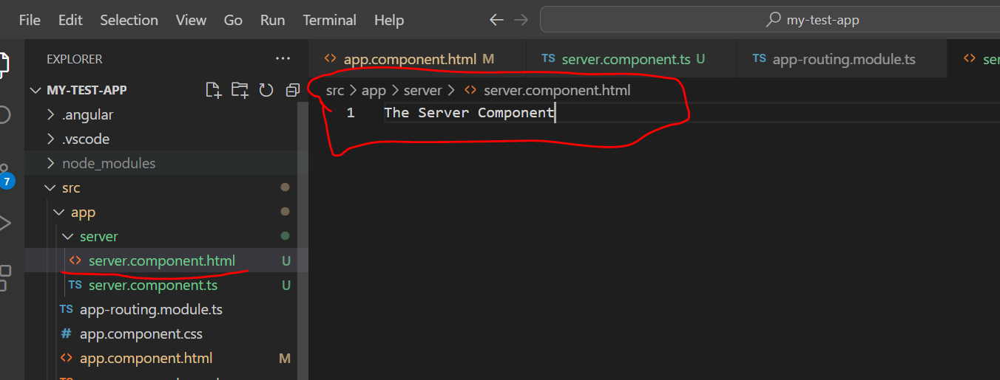 File Edit Selection View Go Run Terminal Help
my-test-app
EXPLORER
app.component.html M
TS server.component.ts U
TS app-routing.module.ts
ser
MY-TEST-APP
src > app > server > server.component.html
1 The Server Component
.angular
.vscode
node_modules
7
src
app
server
server.component.html U
TS server.component.ts U
TS app-routing.module.ts
# app.component.css
app.component.html M